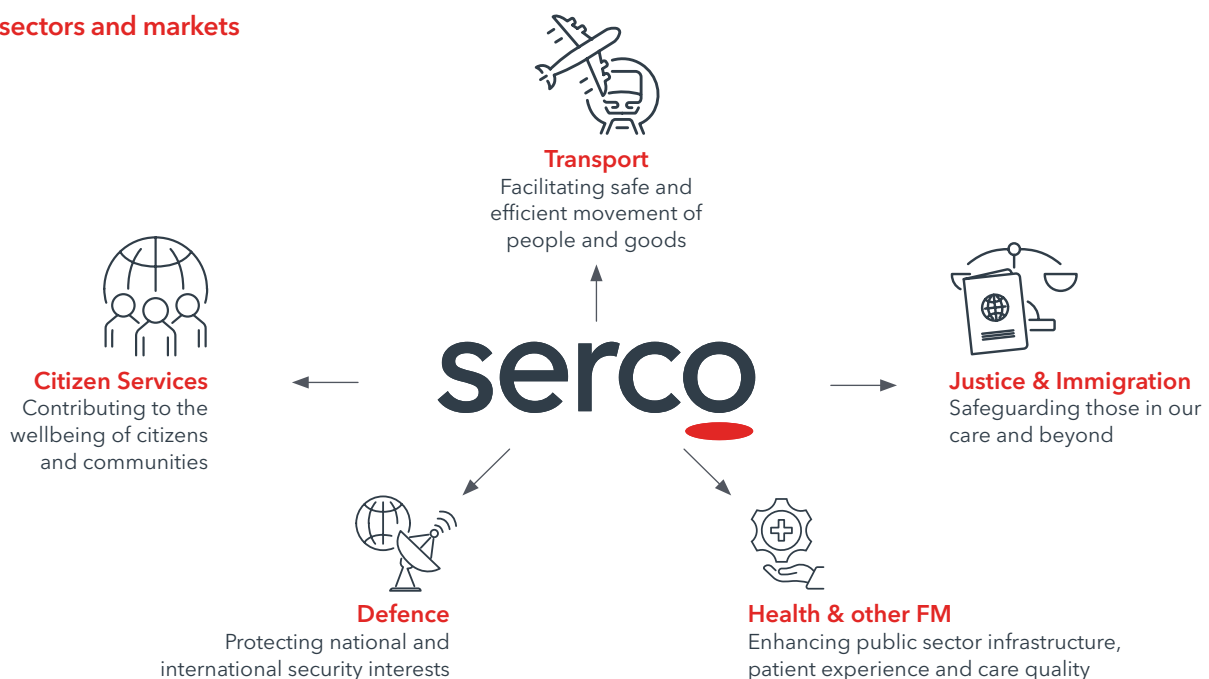 sectors and markets
Transport
Facilitating safe and
efficient movement of
people and goods
Citizen Services
Contributing to the
wellbeing of citizens
and communities
serco
Justice & Immigration
Safeguarding those in our
care and beyond
Defence
Protecting national and
international security interests
Health & other FM
Enhancing public sector infrastructure,
patient experience and care quality